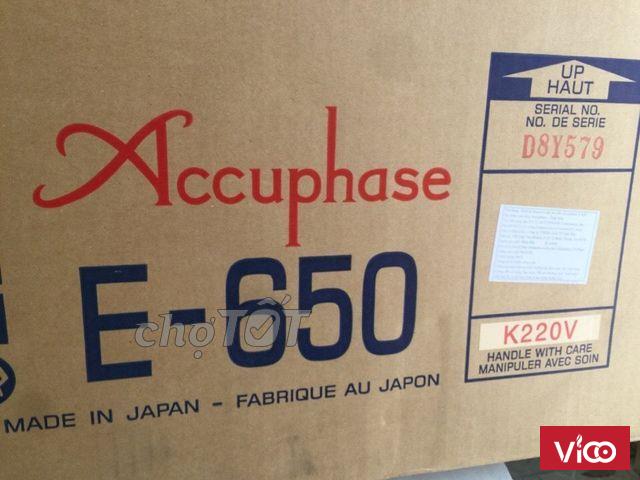 UP
HAUT
SERIAL NO.
NO. DE SERIE
D8Y579
Accuphase
E-650
chợTỐT
K220V
HANDLE WITH CARE
MANIPULER AVEC SOIN
MADE IN JAPAN - FABRIQUE AU JAPON
VICO